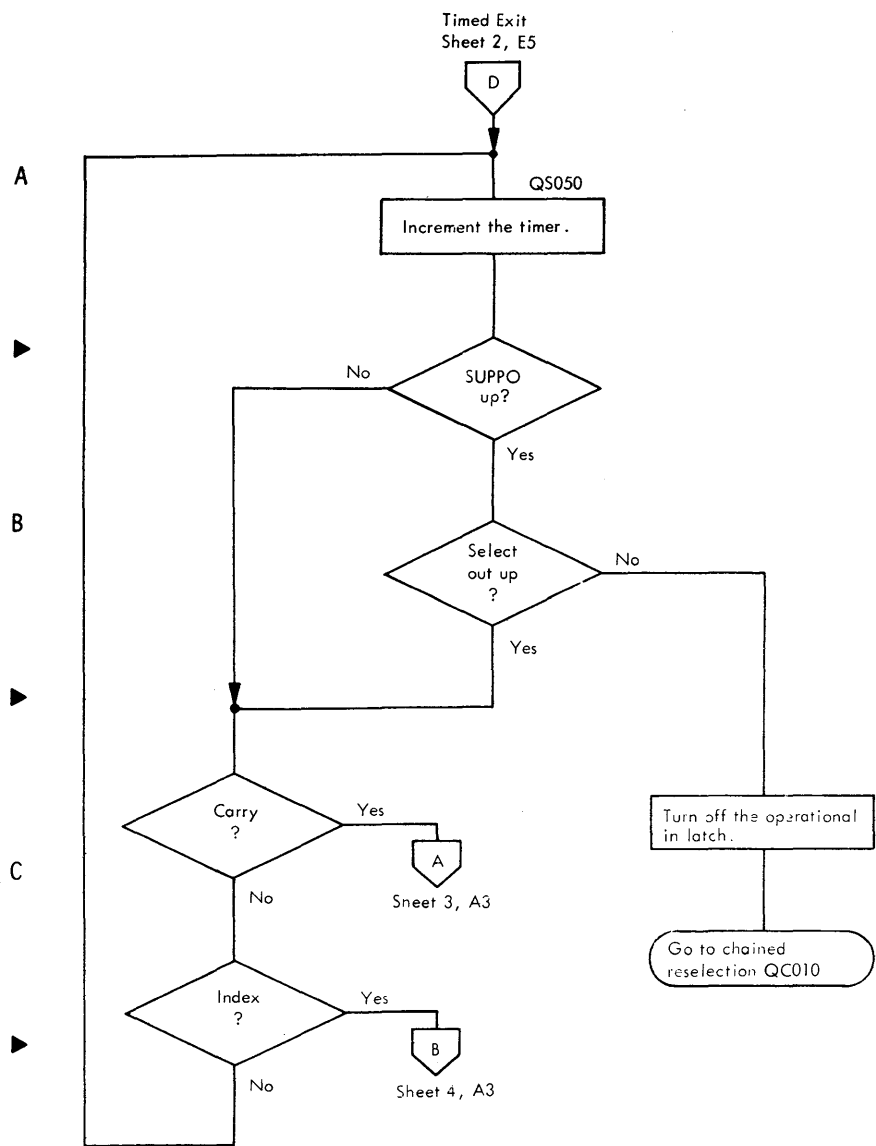 Timed Exit
Sheet 2, E5
D
A
QS050
Increment the timer.
No
SUPPO
up?
Yes
B
Select
out up
?
No
Yes
Carry
?
Yes
A
Sheet 3, A3
No
C
Turn off the operational
in latch.
Go to chained
reselection QC010
Index
?
Yes
B
Sheet 4, A3
No